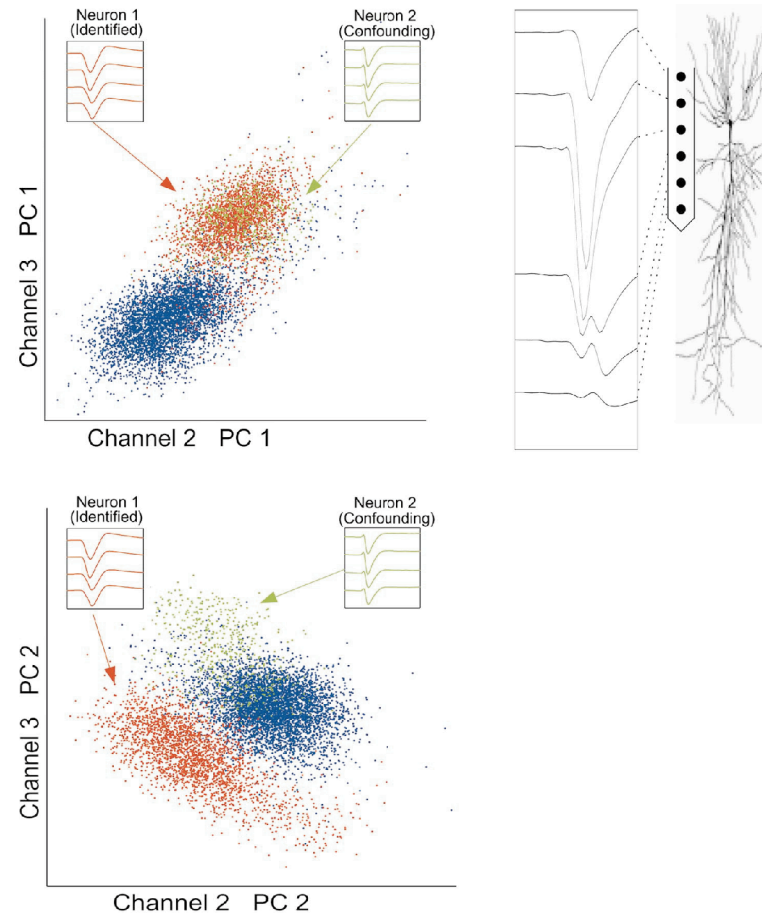 Neuron 1
(Identified)
Neuron 2
(Confounding)
Channel 3 PC 1
Channel 2 PC 1
Neuron 1
(Identified)
Neuron 2
(Confounding)
Channel 3 PC 2
Channel 2 PC 2